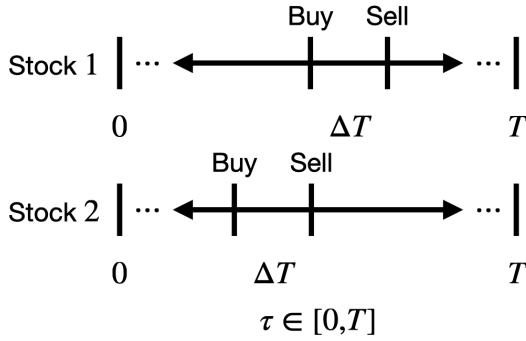 Buy Sell
Stock 1 ... ...
0 ΔT T
Buy Sell
Stock 2 ... ...
0 ΔT T
τ ∈ [0,T]